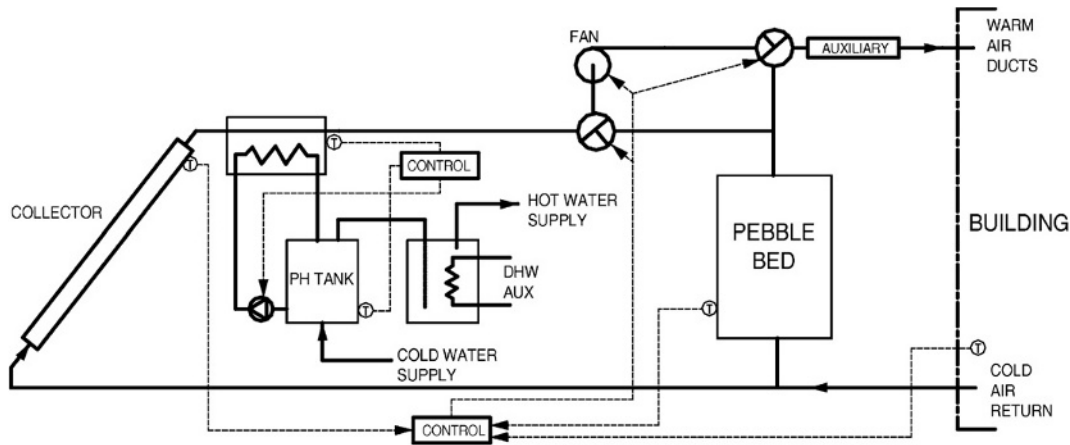 FAN
AUXILIARY
WARM
AIR
DUCTS
T
T
CONTROL
COLLECTOR
HOT WATER
SUPPLY
PEBBLE
BED
BUILDING
PH TANK
DHW
AUX
T
T
T
COLD WATER
SUPPLY
COLD
AIR
RETURN
CONTROL